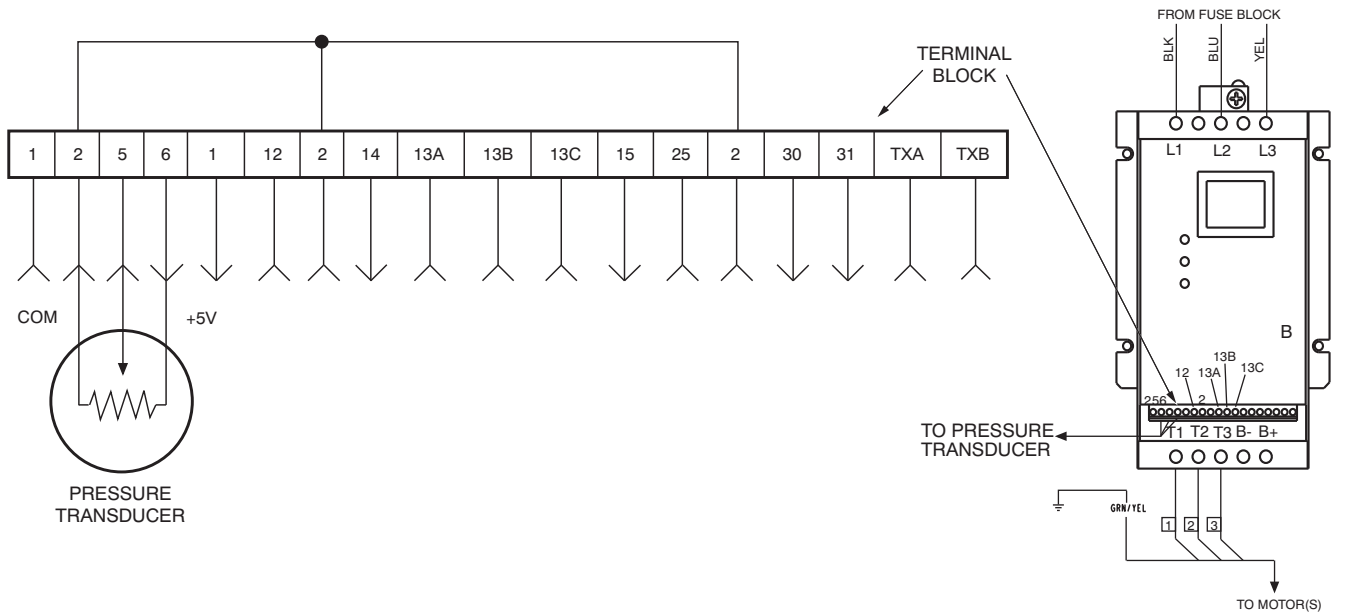 FROM FUSE BLOCK
BLK BLU YEL
TERMINAL
BLOCK
1 2 5 6 1 12 2 14 13A 13B 13C 15 25 2 30 31 TXA TXB
L1 L2 L3
COM
+5V
B
13B
12 13A 13C
256 2
T1 T2 T3 B- B+
TO PRESSURE
TRANSDUCER
PRESSURE
TRANSDUCER
GRN/YEL
1 2 3
TO MOTOR(S)